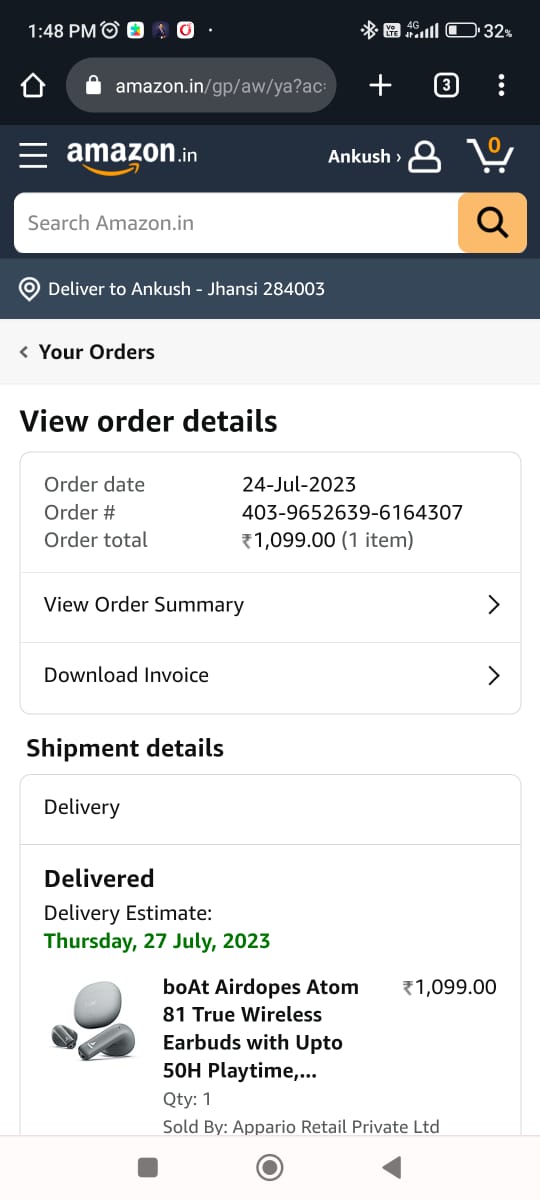 1:48 PM
4G
Vo
LTE
32%
amazon.in/gp/aw/ya?ac
3
amazon.in
Ankush ›
0
Search Amazon.in
Deliver to Ankush - Jhansi 284003
‹ Your Orders
View order details
Order date 24-Jul-2023
Order # 403-9652639-6164307
Order total ₹1,099.00 (1 item)
View Order Summary
Download Invoice
Shipment details
Delivery
Delivered
Delivery Estimate:
Thursday, 27 July, 2023
boAt Airdopes Atom ₹1,099.00
81 True Wireless
Earbuds with Upto
50H Playtime,...
Qty: 1
Sold By: Appario Retail Private Ltd